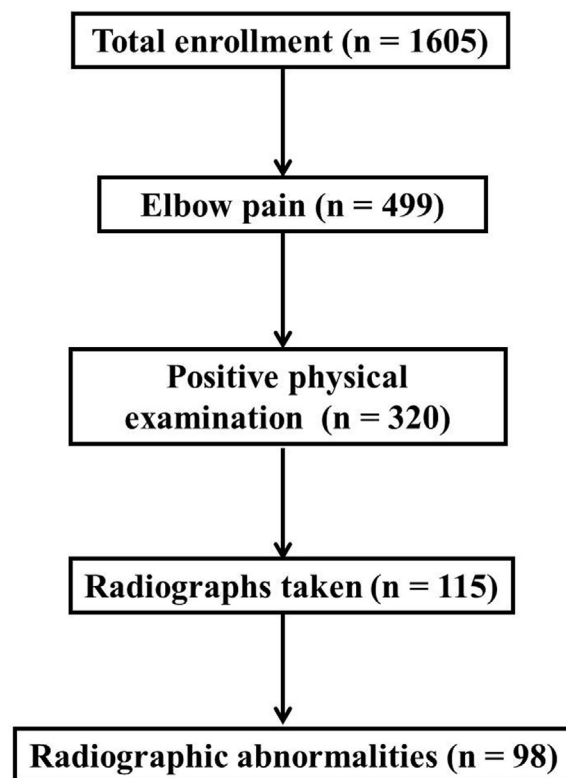 Total enrollment (n = 1605)
Elbow pain (n = 499)
Positive physical
examination (n = 320)
Radiographs taken (n = 115)
Radiographic abnormalities (n = 98)